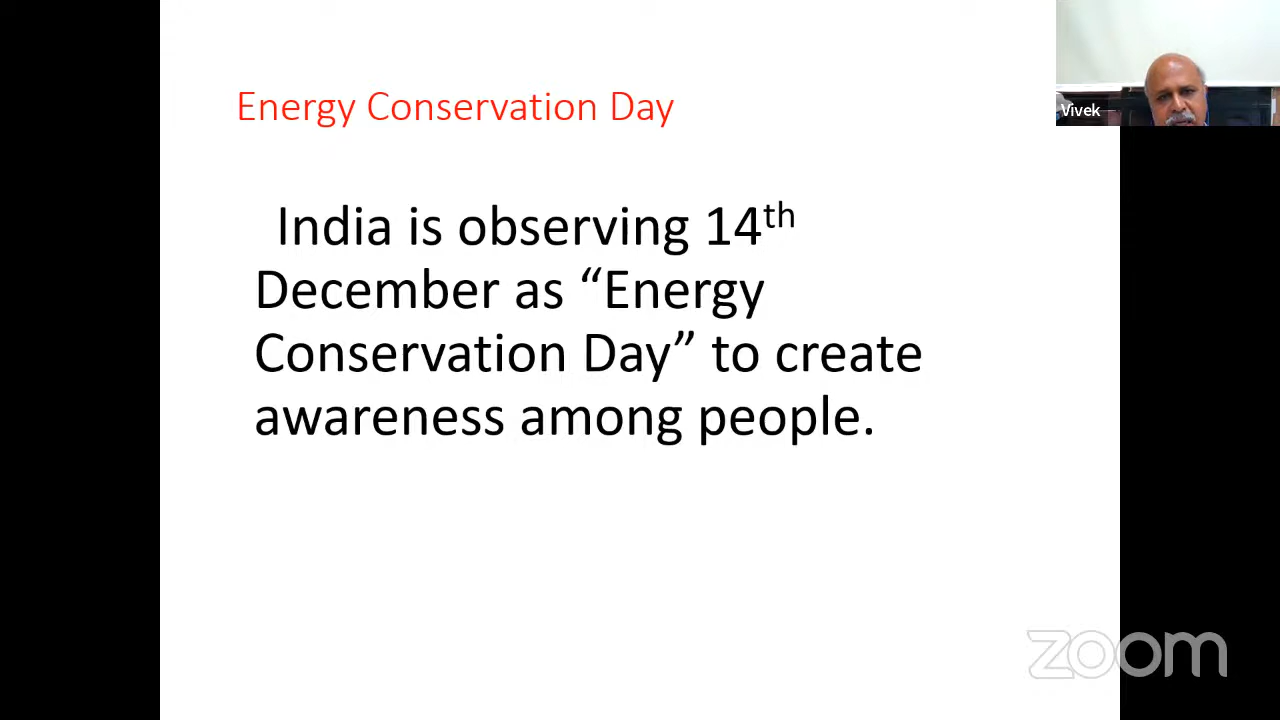 Energy Conservation Day
Vivek
India is observing 14th
December as “Energy
Conservation Day” to create
awareness among people.
zoom